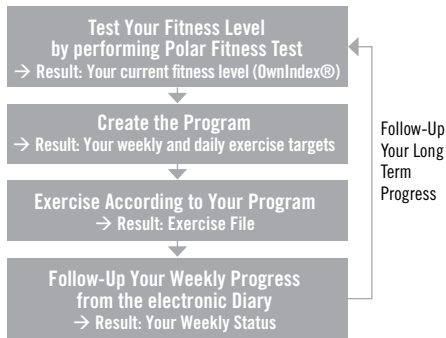 Test Your Fitness Level
by performing Polar Fitness Test
→ Result: Your current fitness level (OwnIndex®)
Create the Program
→ Result: Your weekly and daily exercise targets
Exercise According to Your Program
→ Result: Exercise File
Follow-Up Your Weekly Progress
from the electronic Diary
→ Result: Your Weekly Status
Follow-Up
Your Long
Term
Progress